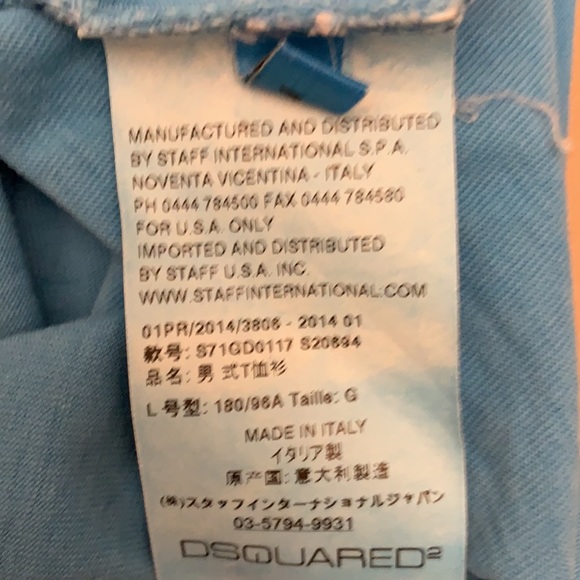 MANUFACTURED AND DISTRIBUTED
BY STAFF INTERNATIONAL S.P.A.
NOVENTA VICENTINA - ITALY
PH 0444 784500 FAX 0444 784580
FOR U.S.A. ONLY
IMPORTED AND DISTRIBUTED
BY STAFF U.S.A. INC.
WWW.STAFFINTERNATIONAL.COM
01PR/2014/3806 - 2014 01
款号: S71GD0117 S20694
品名: 男 式T恤衫
L 号型: 180/96A Taille: G
MADE IN ITALY
イタリア製
原产国: 意大利製造
(株)スタッフインターナショナルジャパン
03-5794-9931
DSQUARED²